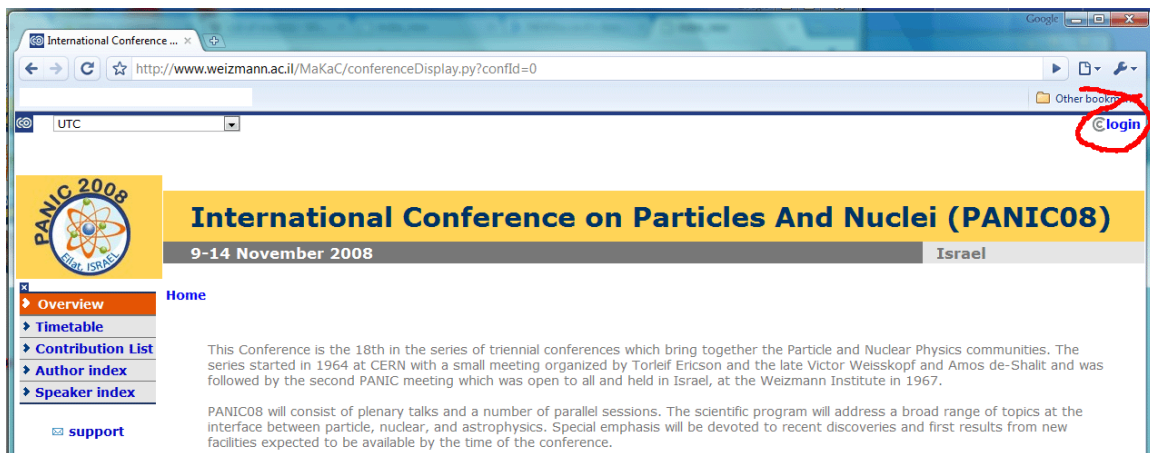 Google
International Conference ... ×
http://www.weizmann.ac.il/MaKaC/conferenceDisplay.py?confId=0
Other bookmarks
UTC
login
PANIC 2008
Eilat, ISRAEL
International Conference on Particles And Nuclei (PANIC08)
9-14 November 2008
Israel
Home
Overview
Timetable
Contribution List
Author index
Speaker index
support
This Conference is the 18th in the series of triennial conferences which bring together the Particle and Nuclear Physics communities. The
series started in 1964 at CERN with a small meeting organized by Torleif Ericson and the late Victor Weisskopf and Amos de-Shalit and was
followed by the second PANIC meeting which was open to all and held in Israel, at the Weizmann Institute in 1967.
PANIC08 will consist of plenary talks and a number of parallel sessions. The scientific program will address a broad range of topics at the
interface between particle, nuclear, and astrophysics. Special emphasis will be devoted to recent discoveries and first results from new
facilities expected to be available by the time of the conference.